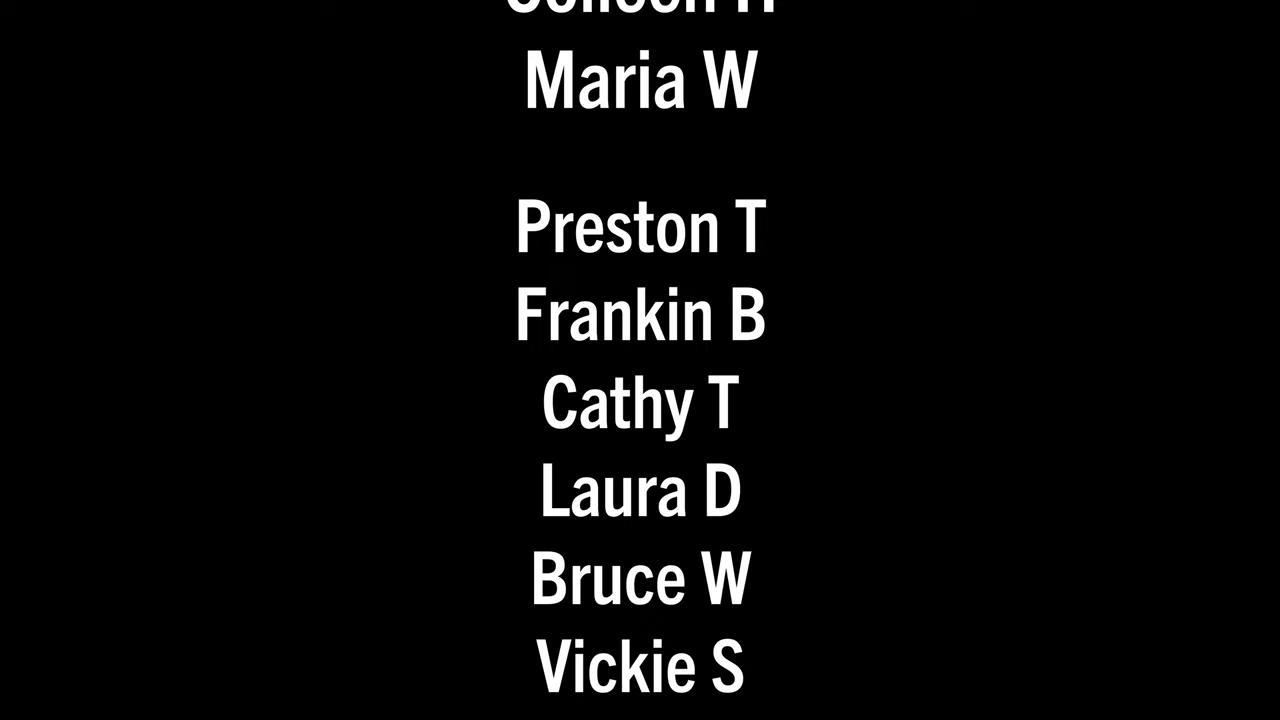 Maria W
Preston T
Frankin B
Cathy T
Laura D
Bruce W
Vickie S